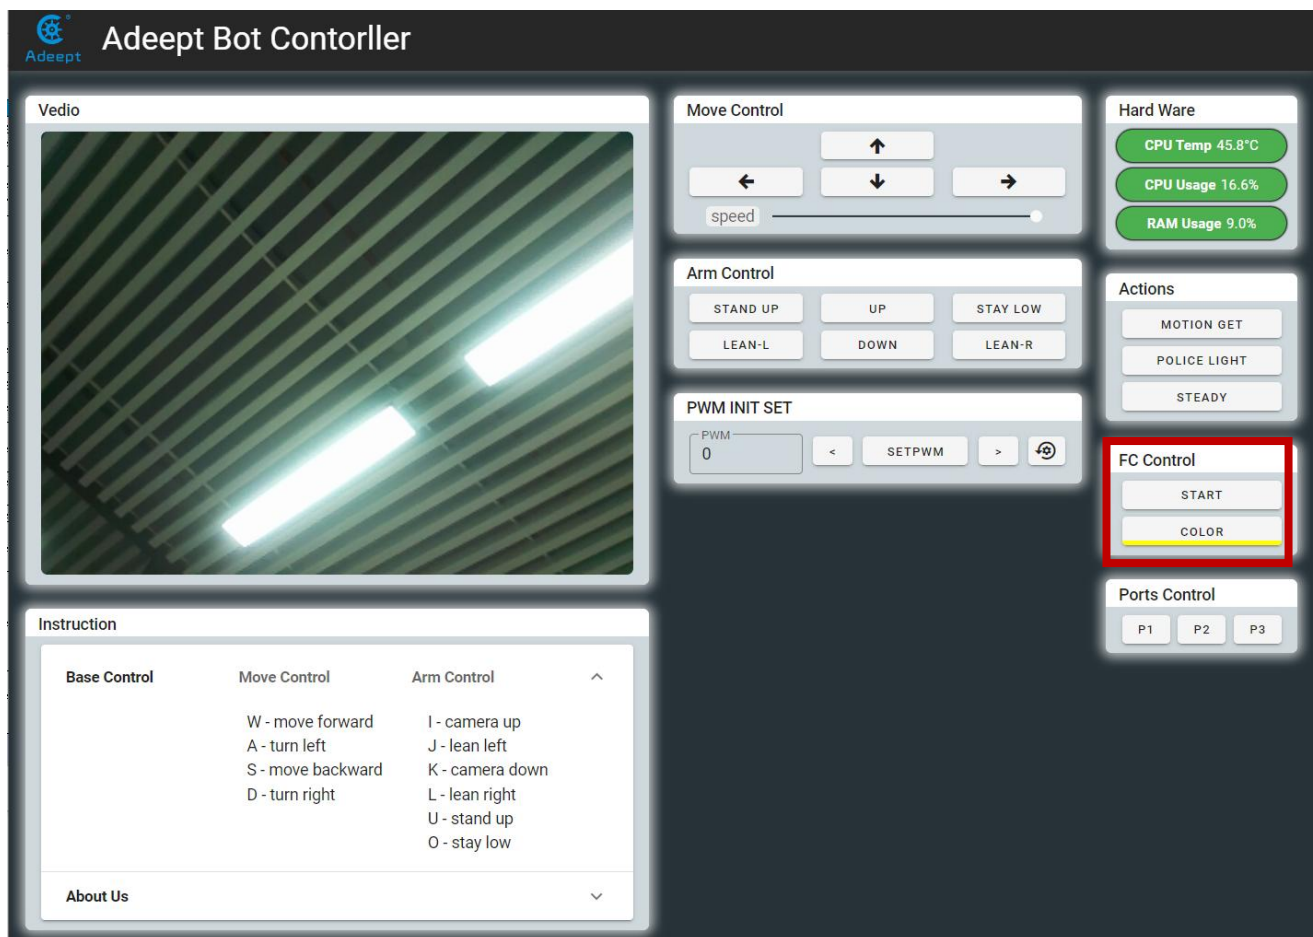 Adeept
Adeept Bot Contorller
Vedio
Move Control
speed
Arm Control
STAND UP
UP
STAY LOW
LEAN-L
DOWN
LEAN-R
PWM INIT SET
PWM
0
<
SETPWM
>
Hard Ware
CPU Temp 45.8°C
CPU Usage 16.6%
RAM Usage 9.0%
Actions
MOTION GET
POLICE LIGHT
STEADY
FC Control
START
COLOR
Ports Control
P1
P2
P3
Instruction
Base Control
Move Control
W - move forward
A - turn left
S - move backward
D - turn right
Arm Control
I - camera up
J - lean left
K - camera down
L - lean right
U - stand up
O - stay low
About Us